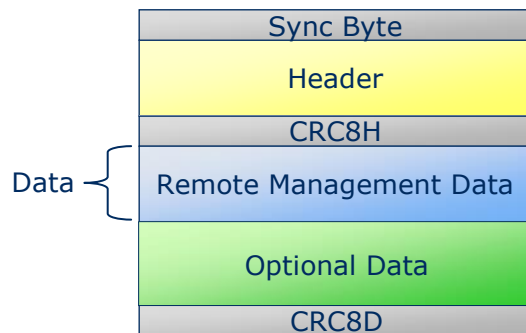 Sync Byte
Header
CRC8H
Data
Remote Management Data
Optional Data
CRC8D